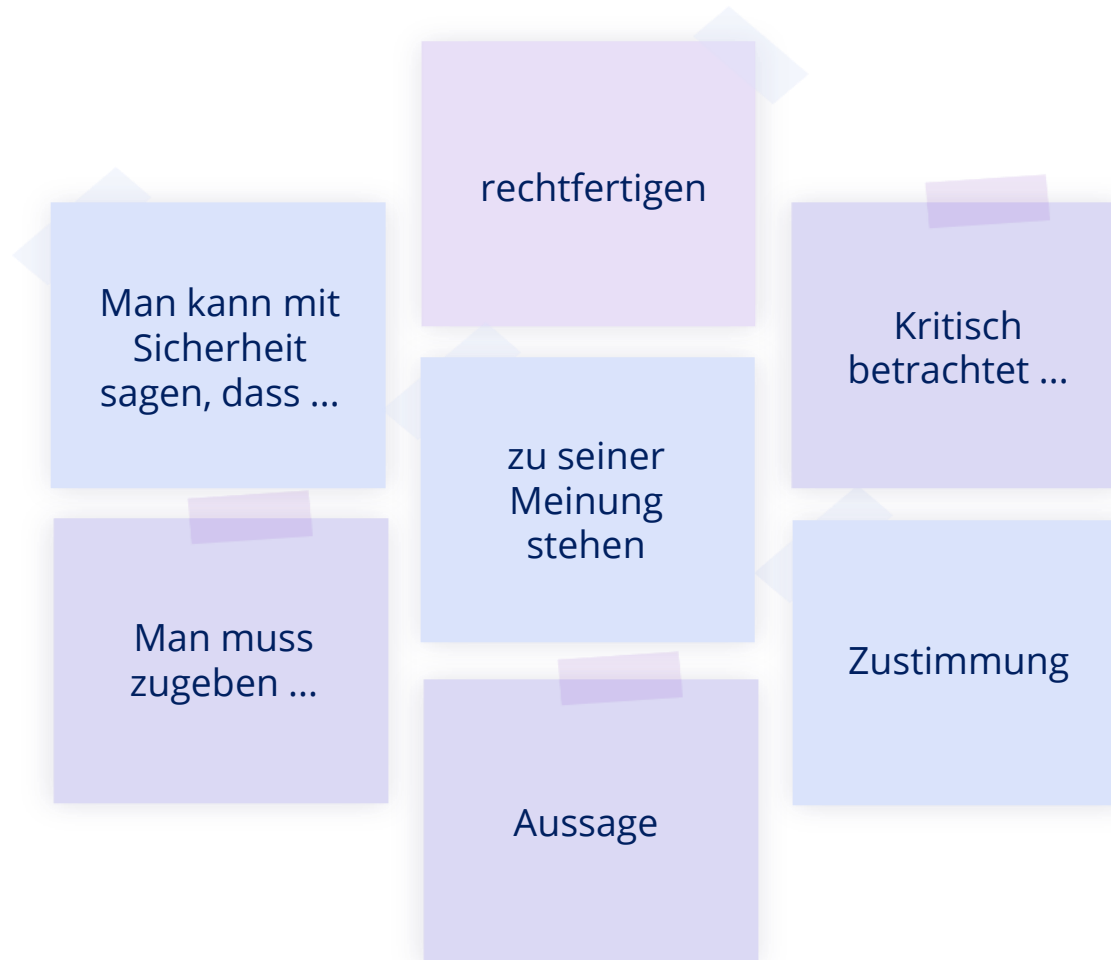 rechtfertigen
Man kann mit
Sicherheit
sagen, dass ...
Kritisch
betrachtet ...
zu seiner
Meinung
stehen
Man muss
zugeben ...
Zustimmung
Aussage